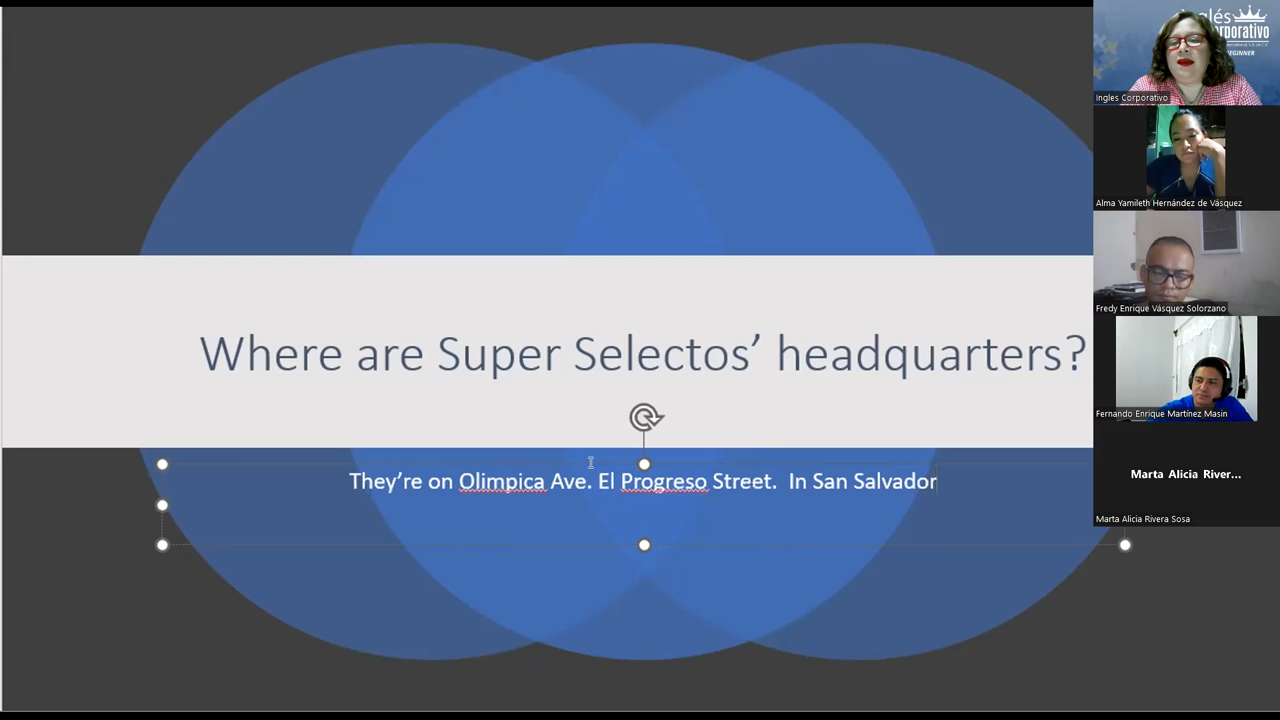 Where are Super Selectos’ headquarters?
They’re on Olimpica Ave. El Progreso Street.  In San Salvador
BEGINNER
Ingles Corporativo
Alma Yamileth Hernández de Vásquez
Fredy Enrique Vásquez Solorzano
Fernando Enrique Martínez Masin
Marta Alicia River...
Marta Alicia Rivera Sosa